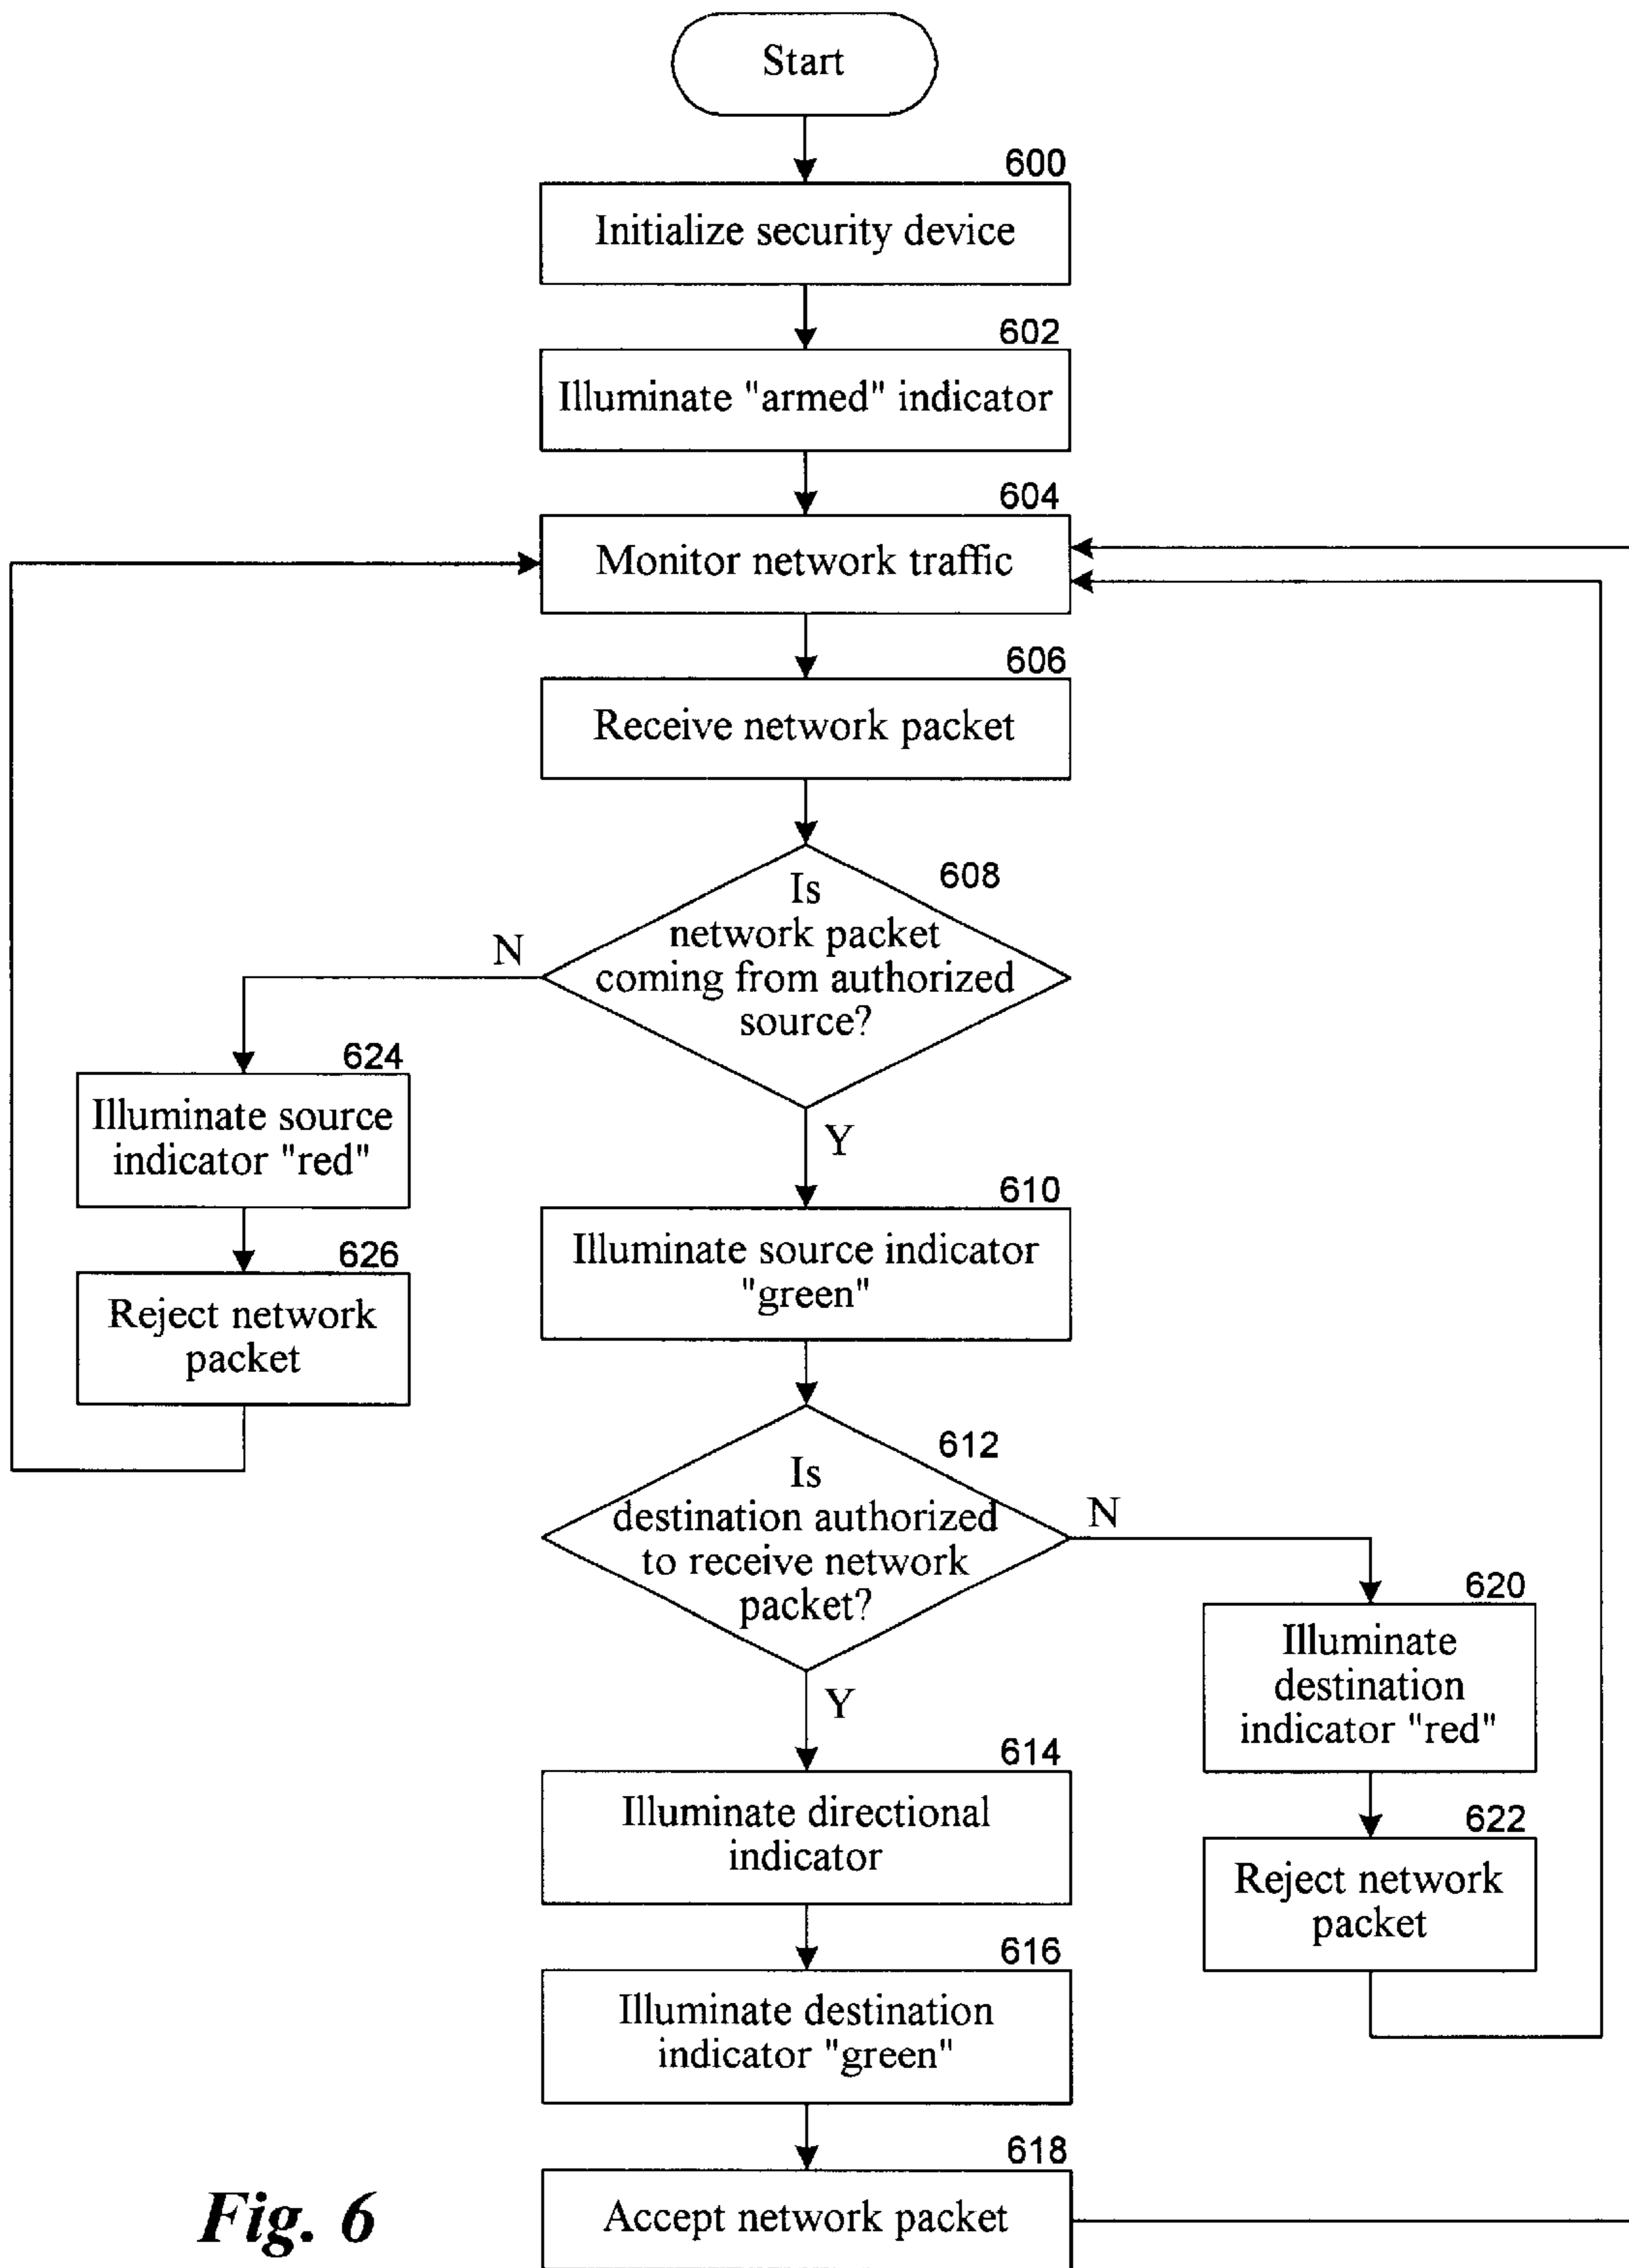 Start
600
Initialize security device
602
Illuminate "armed" indicator
604
Monitor network traffic
606
Receive network packet
608
Is
network packet
coming from authorized
source?
N
Y
624
Illuminate source
indicator "red"
626
Reject network
packet
610
Illuminate source indicator
"green"
612
Is
destination authorized
to receive network
packet?
N
Y
620
Illuminate
destination
indicator "red"
622
Reject network
packet
614
Illuminate directional
indicator
616
Illuminate destination
indicator "green"
618
Accept network packet
Fig. 6